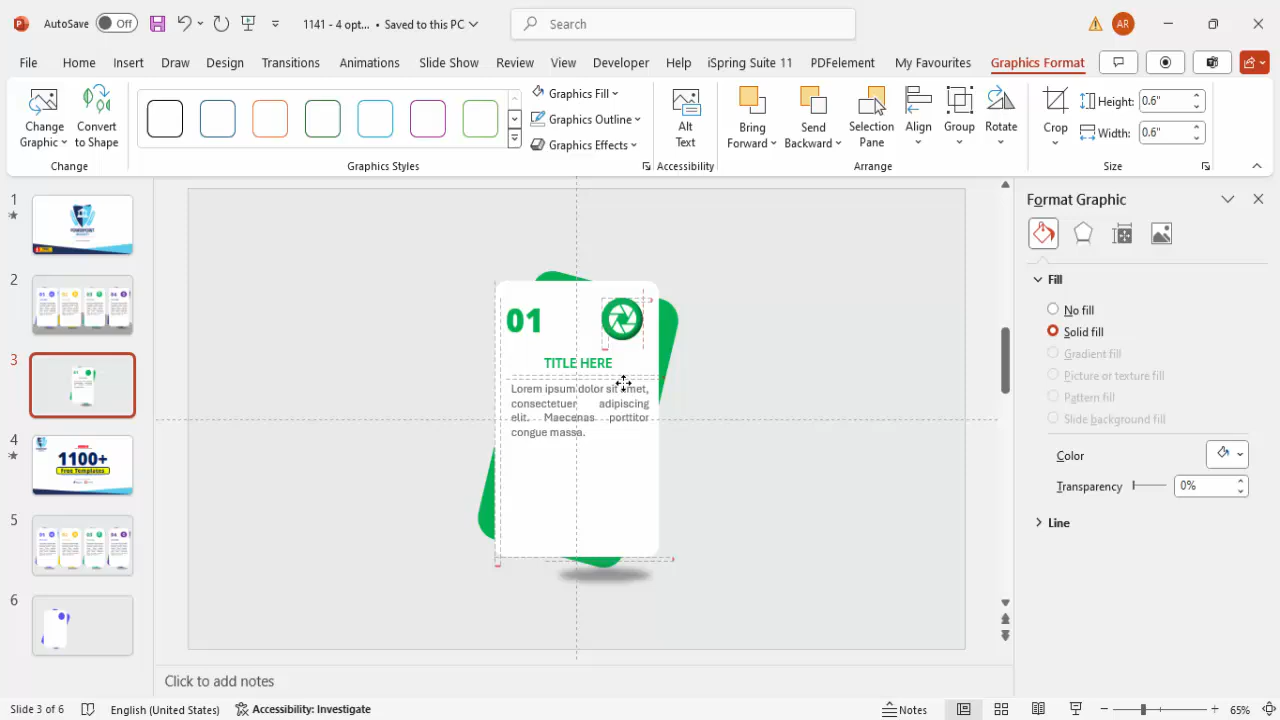 AutoSave Off 1141 - 4 opt... • Saved to this PC Search AR
File Home Insert Draw Design Transitions Animations Slide Show Review View Developer Help iSpring Suite 11 PDFelement My Favourites Graphics Format
Change Graphic
Convert to Shape
Change
Graphics Fill
Graphics Outline
Graphics Effects
Graphics Styles
Alt Text
Accessibility
Bring Forward
Send Backward
Selection Pane
Align
Group
Rotate
Arrange
Crop
Height: 0.6"
Width: 0.6"
Size
1
2
3
4
1100+
Free Templates
5
6
01
TITLE HERE
Lorem ipsum dolor sit amet,
consectetuer adipiscing
elit. Maecenas porttitor
congue massa.
Format Graphic
Fill
No fill
Solid fill
Gradient fill
Picture or texture fill
Pattern fill
Slide background fill
Color
Transparency 0%
Line
Click to add notes
Slide 3 of 6 English (United States) Accessibility: Investigate Notes 65%